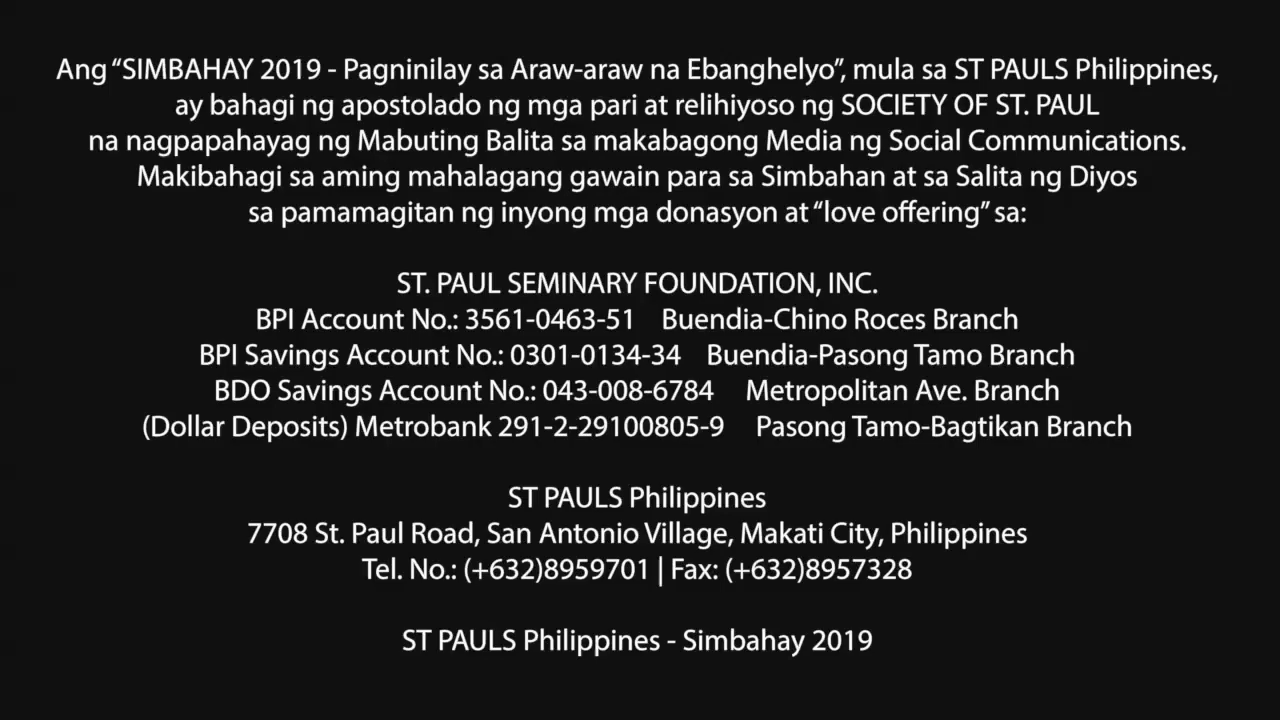 Ang “SIMBAHAY 2019 - Pagninilay sa Araw-araw na Ebanghelyo”, mula sa ST PAULS Philippines,
ay bahagi ng apostolado ng mga pari at relihiyoso ng SOCIETY OF ST. PAUL
na nagpapahayag ng Mabuting Balita sa makabagong Media ng Social Communications.
Makibahagi sa aming mahalagang gawain para sa Simbahan at sa Salita ng Diyos
sa pamamagitan ng inyong mga donasyon at “love offering” sa:
ST. PAUL SEMINARY FOUNDATION, INC.
BPI Account No.: 3561-0463-51 Buendia-Chino Roces Branch
BPI Savings Account No.: 0301-0134-34 Buendia-Pasong Tamo Branch
BDO Savings Account No.: 043-008-6784 Metropolitan Ave. Branch
(Dollar Deposits) Metrobank 291-2-29100805-9 Pasong Tamo-Bagtikan Branch
ST PAULS Philippines
7708 St. Paul Road, San Antonio Village, Makati City, Philippines
Tel. No.: (+632)8959701 | Fax: (+632)8957328
ST PAULS Philippines - Simbahay 2019